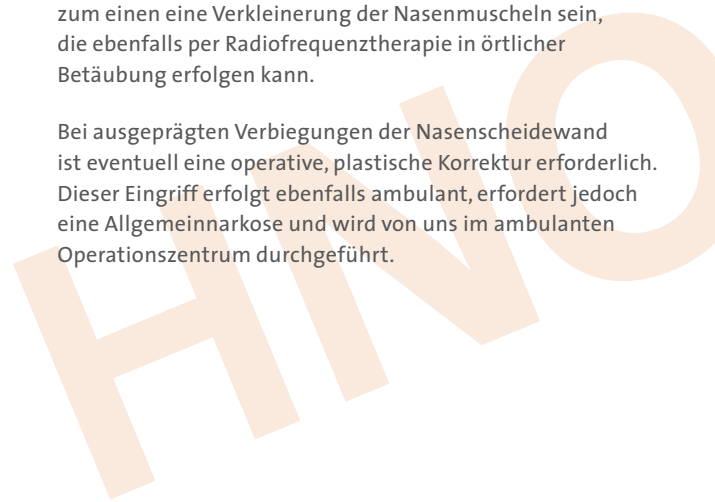 zum einen eine Verkleinerung der Nasenmuscheln sein,
die ebenfalls per Radiofrequenztherapie in örtlicher
Betäubung erfolgen kann.
Bei ausgeprägten Verbiegungen der Nasenscheidewand
ist eventuell eine operative, plastische Korrektur erforderlich.
Dieser Eingriff erfolgt ebenfalls ambulant, erfordert jedoch
eine Allgemeinnarkose und wird von uns im ambulanten
Operationszentrum durchgeführt.
HNO